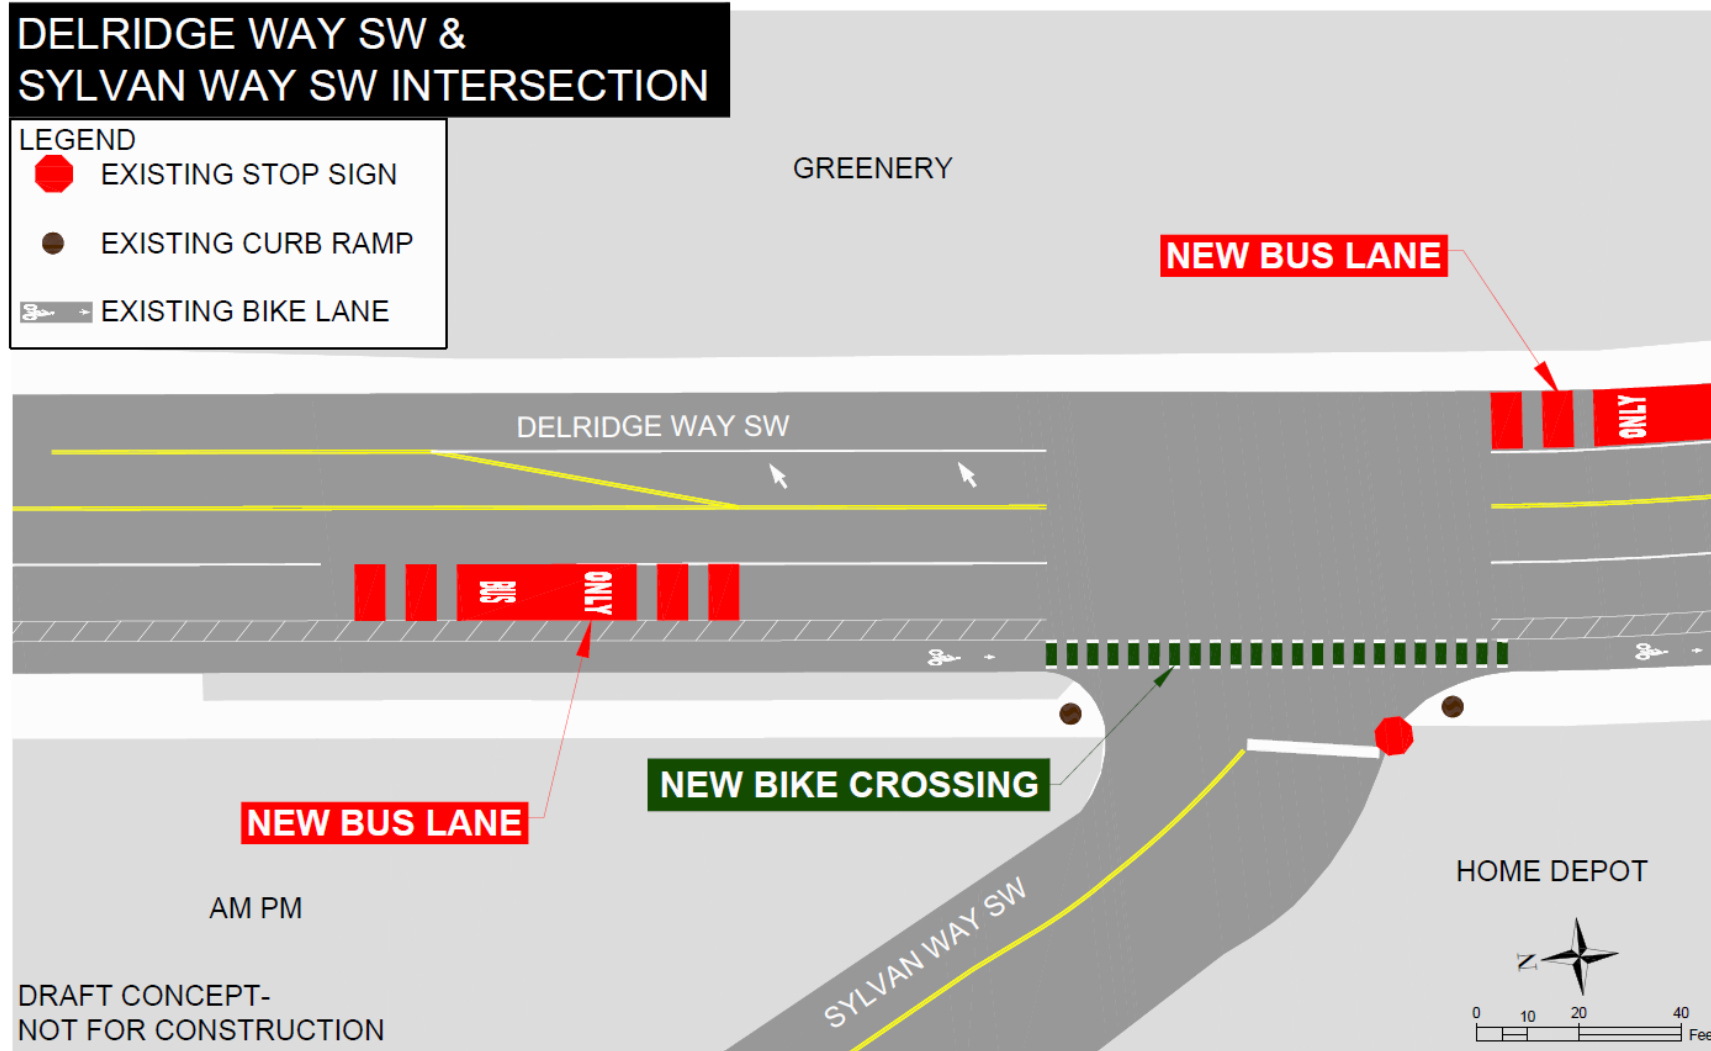 DELRIDGE WAY SW &
SYLVAN WAY SW INTERSECTION
LEGEND
EXISTING STOP SIGN
EXISTING CURB RAMP
EXISTING BIKE LANE
GREENERY
NEW BUS LANE
ONLY
DELRIDGE WAY SW
BUS
ONLY
NEW BIKE CROSSING
NEW BUS LANE
HOME DEPOT
AM PM
SYLVAN WAY SW
N
DRAFT CONCEPT-
NOT FOR CONSTRUCTION
0 10 20 40
Fee